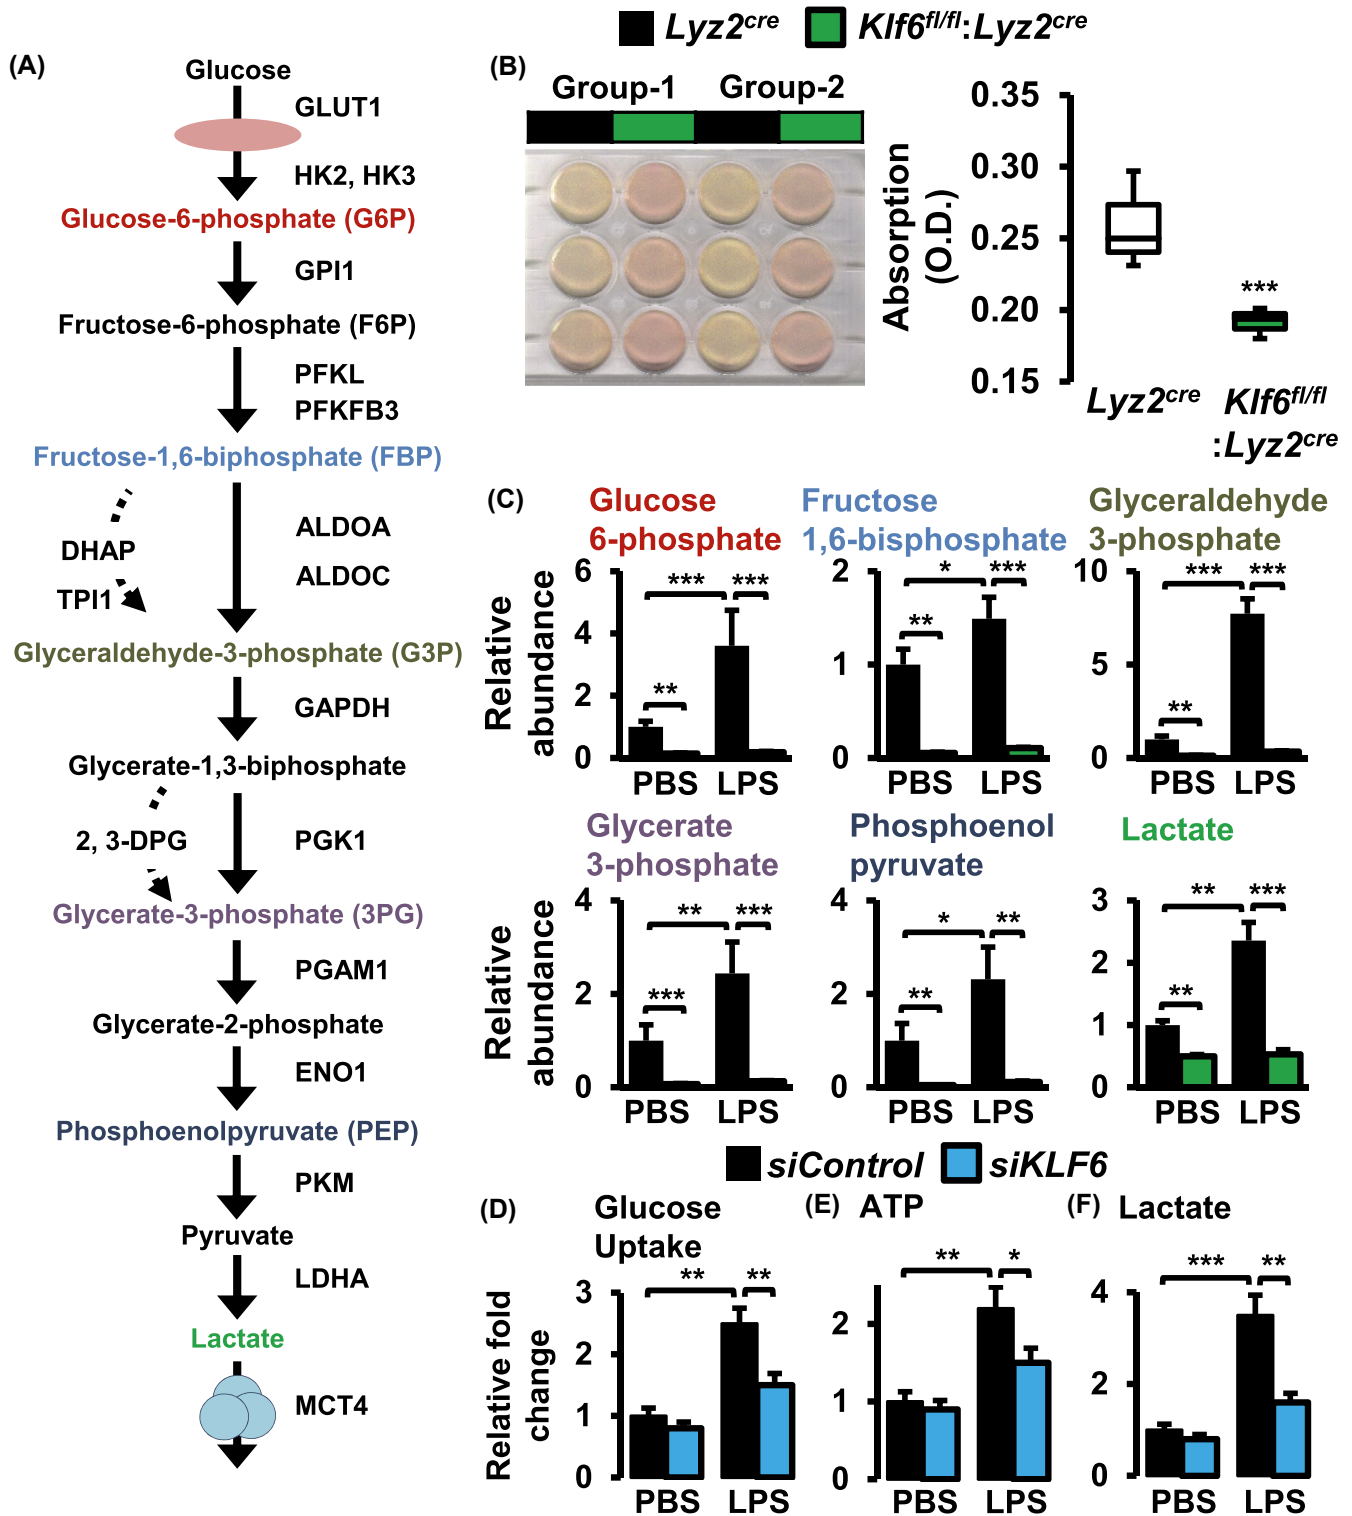 Lyz2cre Klf6fl/fl:Lyz2cre
(A)
Glucose
GLUT1
HK2, HK3
Glucose-6-phosphate (G6P)
GPI1
Fructose-6-phosphate (F6P)
PFKL
PFKFB3
Fructose-1,6-biphosphate (FBP)
ALDOA
DHAP
ALDOC
TPI1
Glyceraldehyde-3-phosphate (G3P)
GAPDH
Glycerate-1,3-biphosphate
2, 3-DPG
PGK1
Glycerate-3-phosphate (3PG)
PGAM1
Glycerate-2-phosphate
ENO1
Phosphoenolpyruvate (PEP)
PKM
Pyruvate
LDHA
Lactate
MCT4
(B)
Group-1 Group-2
Absorption
(O.D.)
0.35
0.30
0.25
0.20
0.15
***
Lyz2cre Klf6fl/fl
:Lyz2cre
(C)
Glucose
6-phosphate
Relative
abundance
6
4
2
0
*** ***
**
PBS LPS
Fructose
1,6-bisphosphate
2
1
0
* ***
**
PBS LPS
Glyceraldehyde
3-phosphate
10
5
0
*** ***
**
PBS LPS
Glycerate
3-phosphate
Relative
abundance
4
2
0
** ***
***
PBS LPS
Phosphoenol
pyruvate
4
2
0
* **
**
PBS LPS
Lactate
3
2
1
0
** ***
**
PBS LPS
siControl siKLF6
(D)
Glucose
Uptake
Relative fold
change
3
2
1
0
** **
PBS LPS
(E) ATP
2
1
0
** *
PBS LPS
(F) Lactate
4
2
0
*** **
PBS LPS